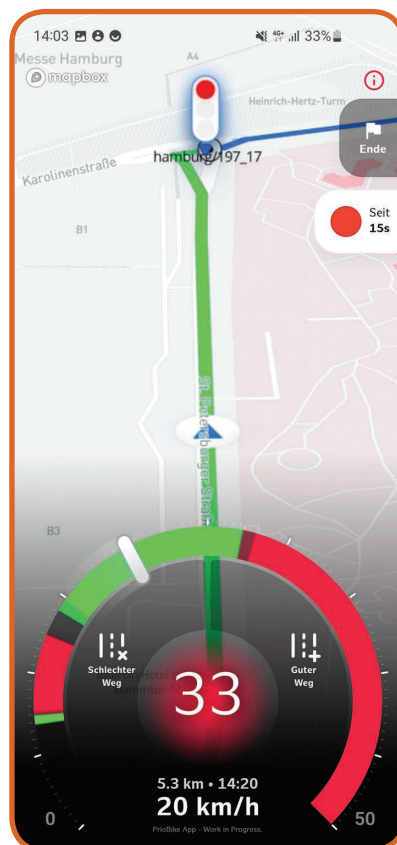 14:03 4G+ 33%
Messe Hamburg
A4
mapbox
Heinrich-Hertz-Turm
Ende
hamburg/197_17
Karolinenstraße
Seit
15s
B1
St. Petersburger Straße
B3
Schlechter
Weg
Guter
Weg
33
5.3 km • 14:20
0
20 km/h
50
PrioBike App - Work in Progress.